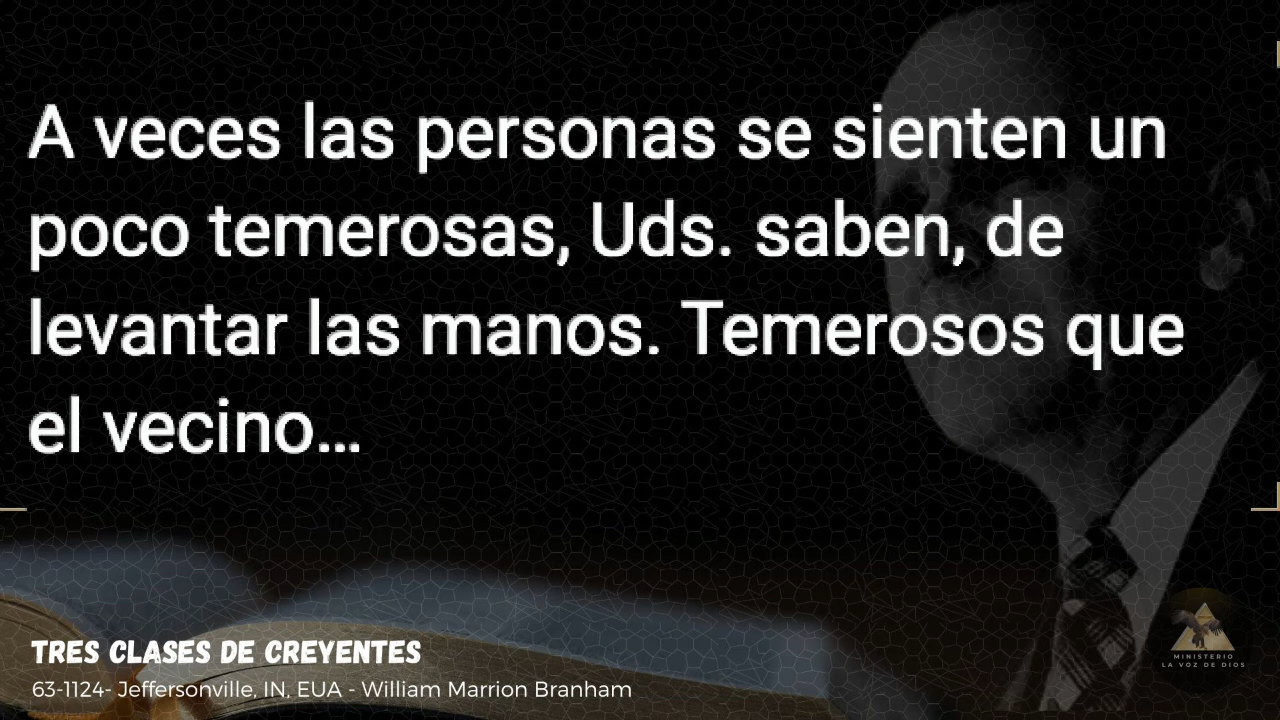 A veces las personas se sienten un
poco temerosas, Uds. saben, de
levantar las manos. Temerosos que
el vecino...
TRES CLASES DE CREYENTES
63-1124- Jeffersonville, IN, EUA - William Marrion Branham
MINISTERIO
LA VOZ DE DIOS